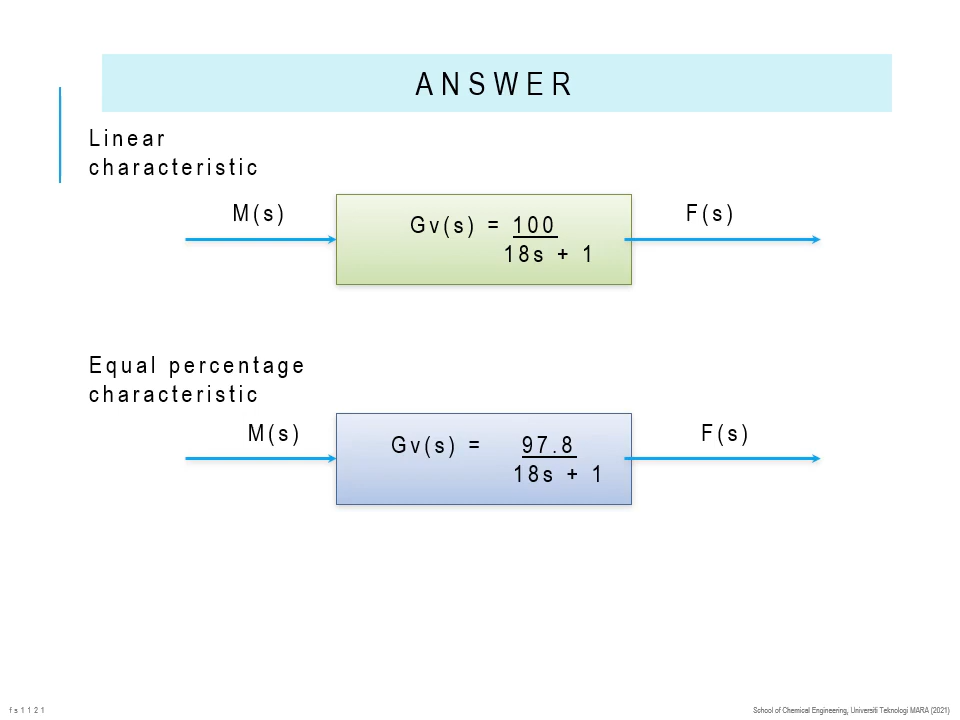 ANSWER
Linear
characteristic
M(s)
Gv(s) = 100
18s + 1
F(s)
Equal percentage
characteristic
M(s)
Gv(s) = 97.8
18s + 1
F(s)
fs1121
School of Chemical Engineering, Universiti Teknologi MARA (2021)